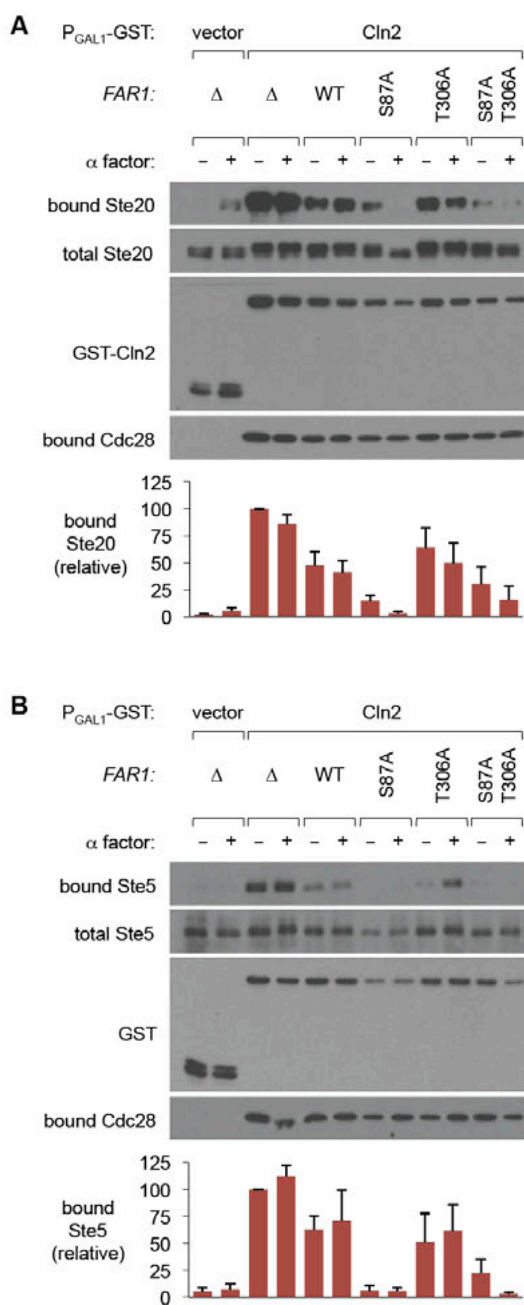 A
P_GAL1-GST: vector Cln2
FAR1: Δ Δ WT S87A T306A S87A T306A
α factor: – + – + – + – + – + – +
bound Ste20
total Ste20
GST-Cln2
bound Cdc28
125
100
75
50
25
0
bound
Ste20
(relative)
B
P_GAL1-GST: vector Cln2
FAR1: Δ Δ WT S87A T306A S87A T306A
α factor: – + – + – + – + – + – +
bound Ste5
total Ste5
GST
bound Cdc28
125
100
75
50
25
0
bound
Ste5
(relative)